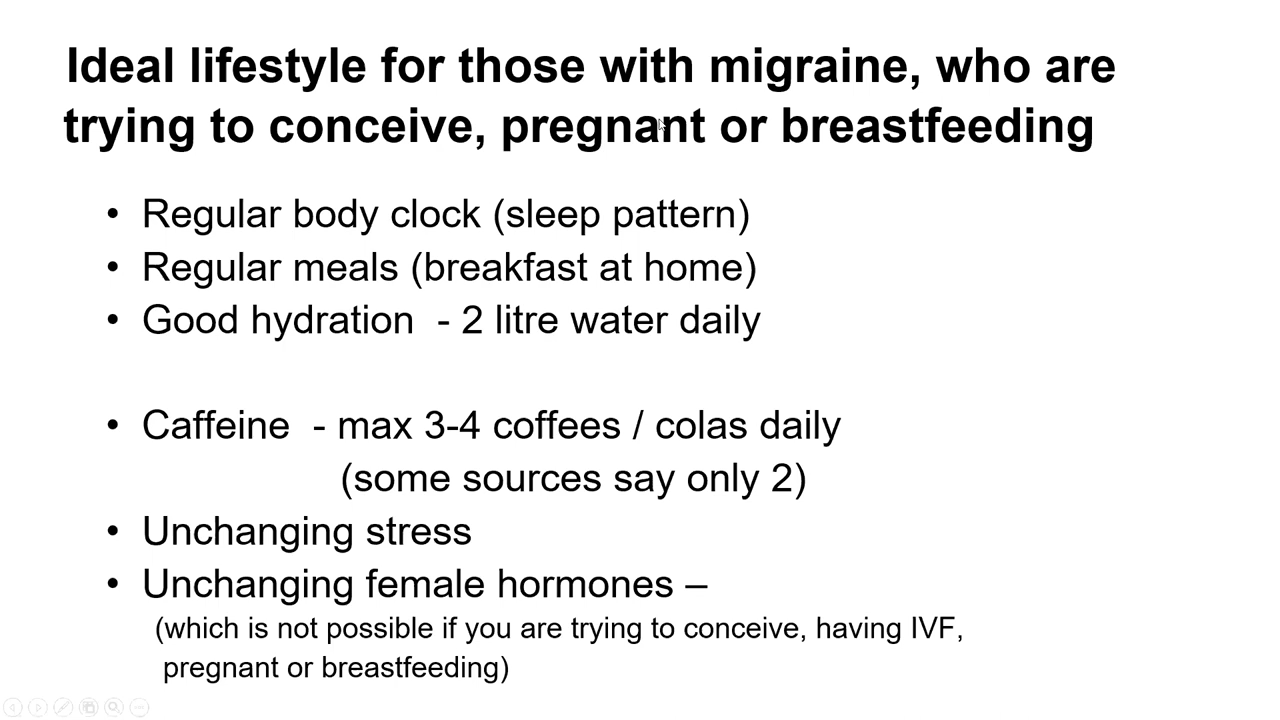 Ideal lifestyle for those with migraine, who are
trying to conceive, pregnant or breastfeeding
• Regular body clock (sleep pattern)
• Regular meals (breakfast at home)
• Good hydration  - 2 litre water daily
• Caffeine  - max 3-4 coffees / colas daily
(some sources say only 2)
• Unchanging stress
• Unchanging female hormones –
(which is not possible if you are trying to conceive, having IVF,
pregnant or breastfeeding)